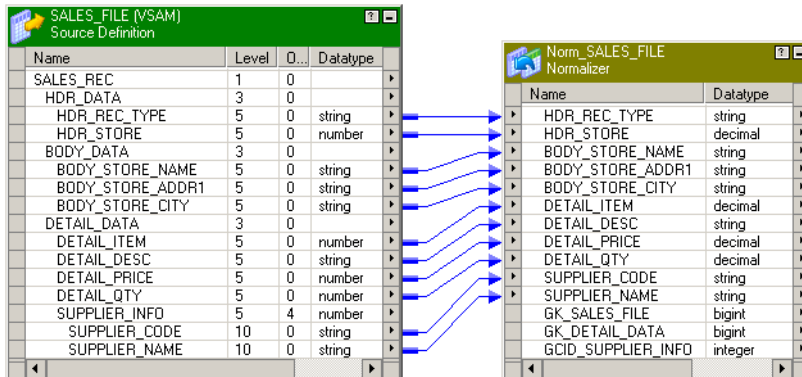 SALES_FILE (VSAM)
Source Definition
Name Level O... Datatype
SALES_REC 1 0
HDR_DATA 3 0
HDR_REC_TYPE 5 0 string
HDR_STORE 5 0 number
BODY_DATA 3 0
BODY_STORE_NAME 5 0 string
BODY_STORE_ADDR1 5 0 string
BODY_STORE_CITY 5 0 string
DETAIL_DATA 3 0
DETAIL_ITEM 5 0 number
DETAIL_DESC 5 0 string
DETAIL_PRICE 5 0 number
DETAIL_QTY 5 0 number
SUPPLIER_INFO 5 4 number
SUPPLIER_CODE 10 0 string
SUPPLIER_NAME 10 0 string
Norm_SALES_FILE
Normalizer
Name Datatype
HDR_REC_TYPE string
HDR_STORE decimal
BODY_STORE_NAME string
BODY_STORE_ADDR1 string
BODY_STORE_CITY string
DETAIL_ITEM decimal
DETAIL_DESC string
DETAIL_PRICE decimal
DETAIL_QTY decimal
SUPPLIER_CODE string
SUPPLIER_NAME string
GK_SALES_FILE bigint
GK_DETAIL_DATA bigint
GCID_SUPPLIER_INFO integer